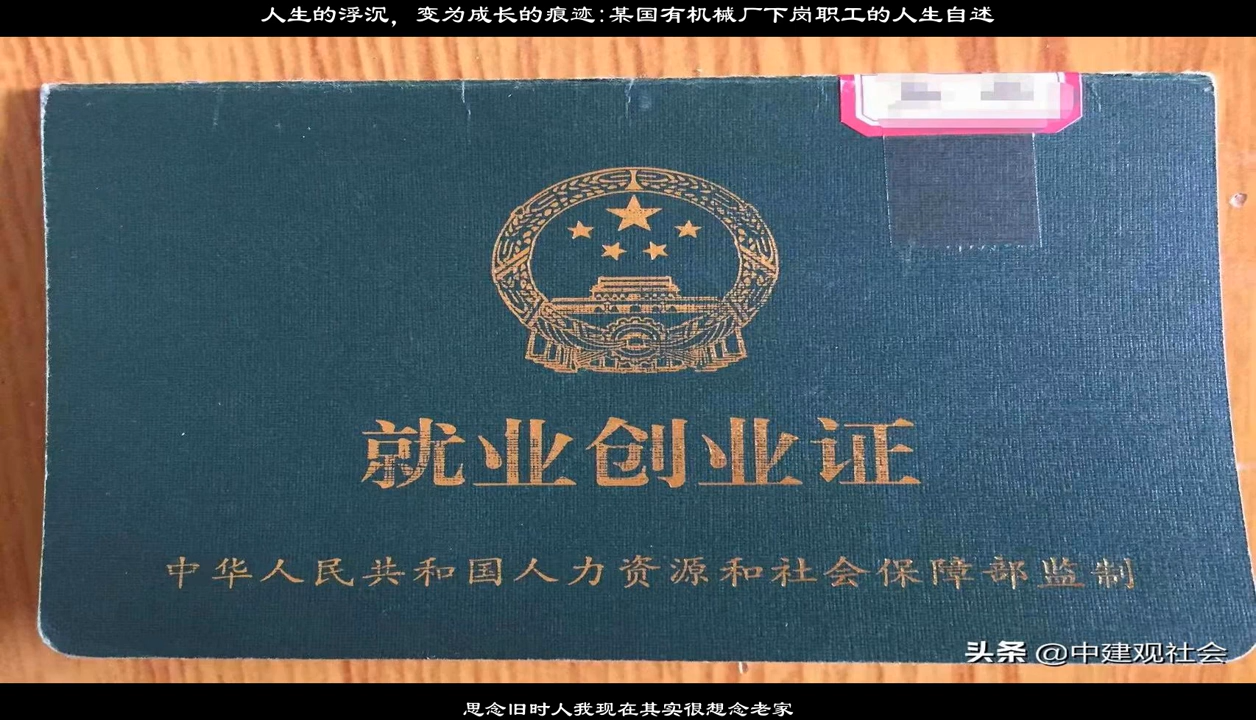 人生的浮沉，变为成长的痕迹:某国有机械厂下岗职工的人生自述
就业创业证
中华人民共和国人力资源和社会保障部监制
头条 @中建观社会
思念旧时人我现在其实很想念老家